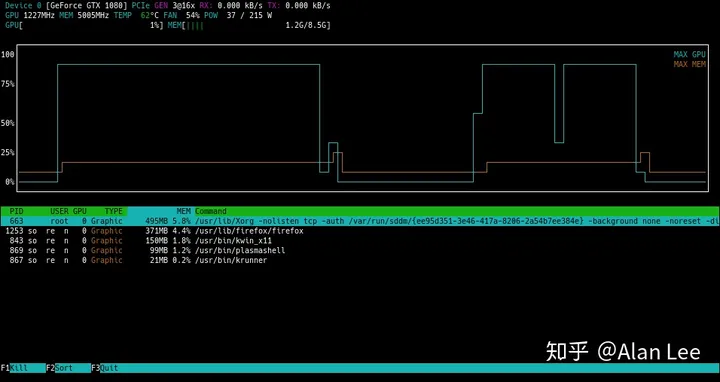 Device 0 [GeForce GTX 1080] PCIe GEN 3@16x RX: 0.000 kB/s TX: 0.000 kB/s
GPU 1227MHz MEM 5005MHz TEMP 62°C FAN 54% POW 37 / 215 W
GPU[ 1%] MEM[|||| 1.2G/8.5G]
100
MAX GPU
MAX MEM
75%
50%
25%
0%
PID USER GPU TYPE MEM Command
663 root 0 Graphic 495MB 5.8% /usr/lib/Xorg -nolisten tcp -auth /var/run/sddm/{ee95d351-3e46-417a-8206-2a54b7ee384e} -background none -noreset -di
1253 so re n 0 Graphic 371MB 4.4% /usr/lib/firefox/firefox
843 so re n 0 Graphic 150MB 1.8% /usr/bin/kwin_x11
869 so re n 0 Graphic 99MB 1.2% /usr/bin/plasmashell
867 so re n 0 Graphic 21MB 0.2% /usr/bin/krunner
知乎 @Alan Lee
F1Kill F2Sort F3Quit